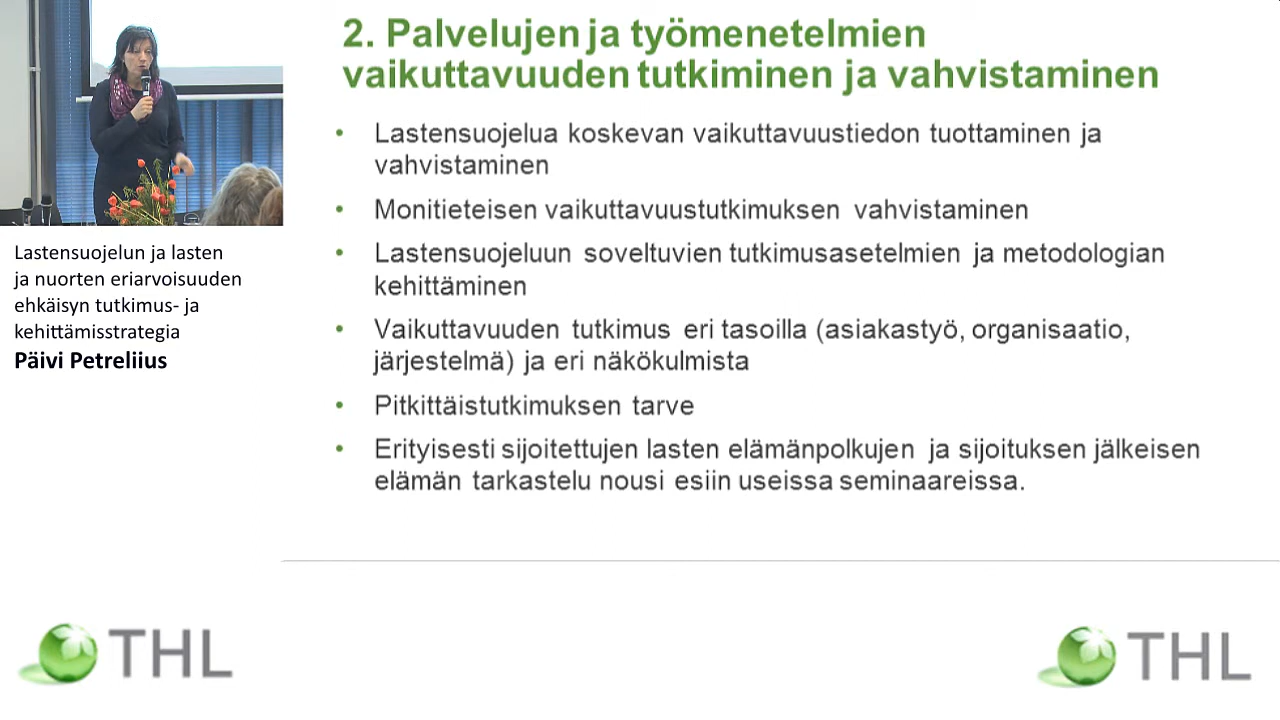 2. Palvelujen ja työmenetelmien
vaikuttavuuden tutkiminen ja vahvistaminen
• Lastensuojelua koskevan vaikuttavuustiedon tuottaminen ja
vahvistaminen
• Monitieteisen vaikuttavuustutkimuksen vahvistaminen
• Lastensuojeluun soveltuvien tutkimusasetelmien ja metodologian
kehittäminen
• Vaikuttavuuden tutkimus eri tasoilla (asiakastyö, organisaatio,
järjestelmä) ja eri näkökulmista
• Pitkittäistutkimuksen tarve
• Erityisesti sijoitettujen lasten elämänpolkujen ja sijoituksen jälkeisen
elämän tarkastelu nousi esiin useissa seminaareissa.
Lastensuojelun ja lasten
ja nuorten eriarvoisuuden
ehkäisyn tutkimus- ja
kehittämisstrategia
Päivi Petreliius
THL
THL